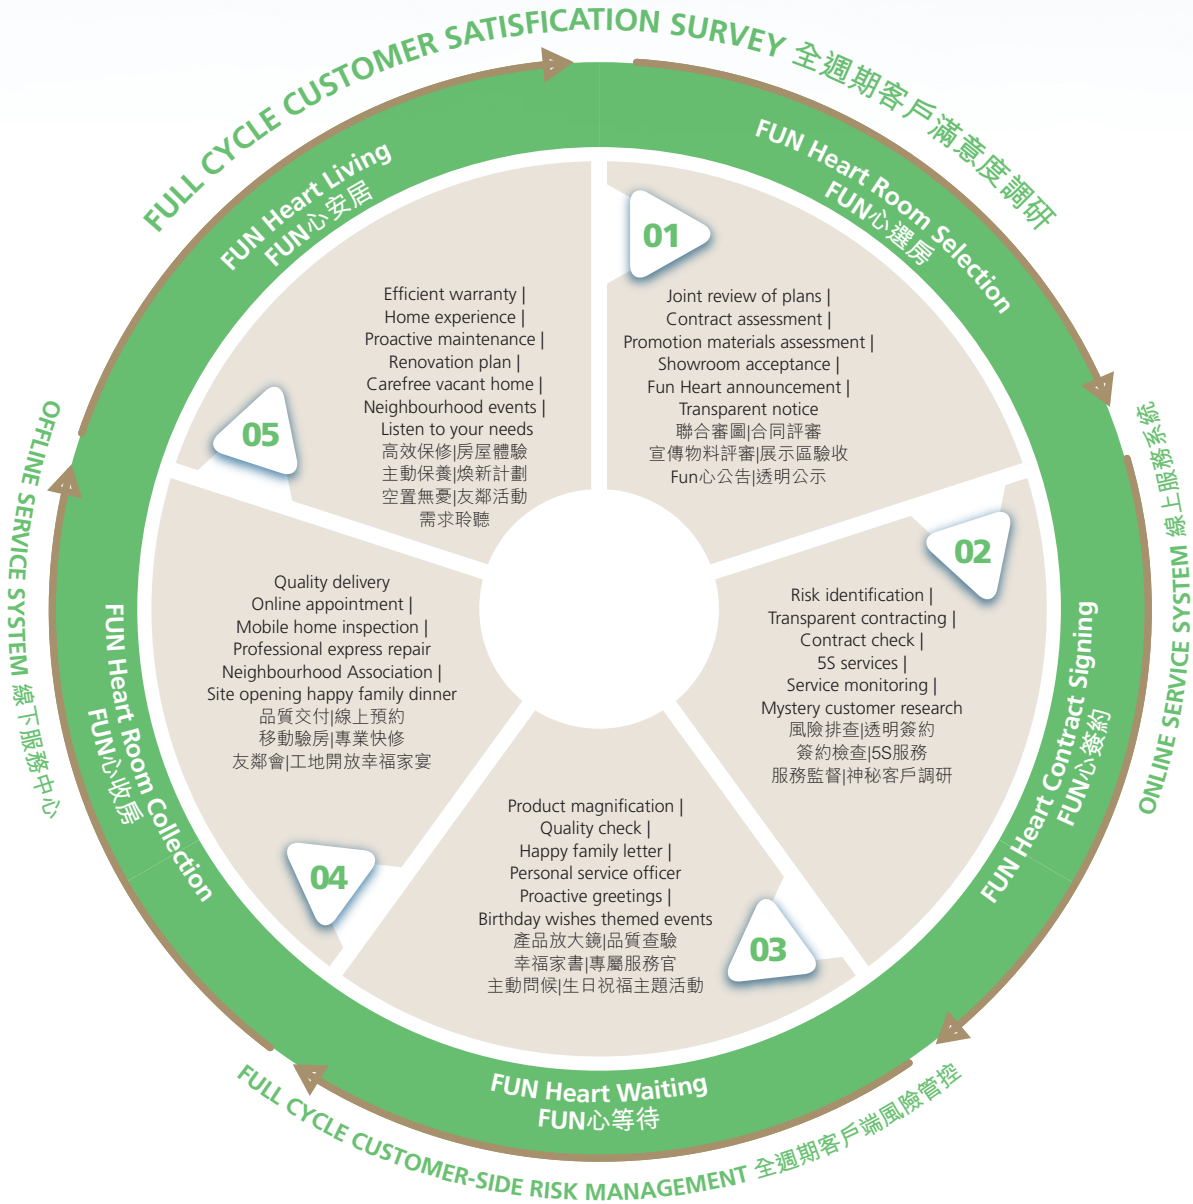 FULL CYCLE CUSTOMER SATISFICATION SURVEY 全週期客戶滿意度調研
FUN Heart Room Selection
FUN心選房
01
Joint review of plans |
Contract assessment |
Promotion materials assessment |
Showroom acceptance |
Fun Heart announcement |
Transparent notice
聯合審圖|合同評審
宣傳物料評審|展示區驗收
Fun心公告|透明公示
ONLINE SERVICE SYSTEM 線上服務系統
FUN Heart Contract Signing
FUN心簽約
02
Risk identification |
Transparent contracting |
Contract check |
5S services |
Service monitoring |
Mystery customer research
風險排查|透明簽約
簽約檢查|5S服務
服務監督|神秘客戶調研
FUN Heart Waiting
FUN心等待
03
Product magnification |
Quality check |
Happy family letter |
Personal service officer
Proactive greetings |
Birthday wishes themed events
產品放大鏡|品質查驗
幸福家書|專屬服務官
主動問候|生日祝福主題活動
FULL CYCLE CUSTOMER-SIDE RISK MANAGEMENT 全週期客戶端風險管控
FUN Heart Room Collection
FUN心收房
04
Quality delivery
Online appointment |
Mobile home inspection |
Professional express repair
Neighbourhood Association |
Site opening happy family dinner
品質交付|線上預約
移動驗房|專業快修
友鄰會|工地開放幸福家宴
OFFLINE SERVICE SYSTEM 線下服務中心
FUN Heart Living
FUN心安居
05
Efficient warranty |
Home experience |
Proactive maintenance |
Renovation plan |
Carefree vacant home |
Neighbourhood events |
Listen to your needs
高效保修|房屋體驗
主動保養|煥新計劃
空置無憂|友鄰活動
需求聆聽